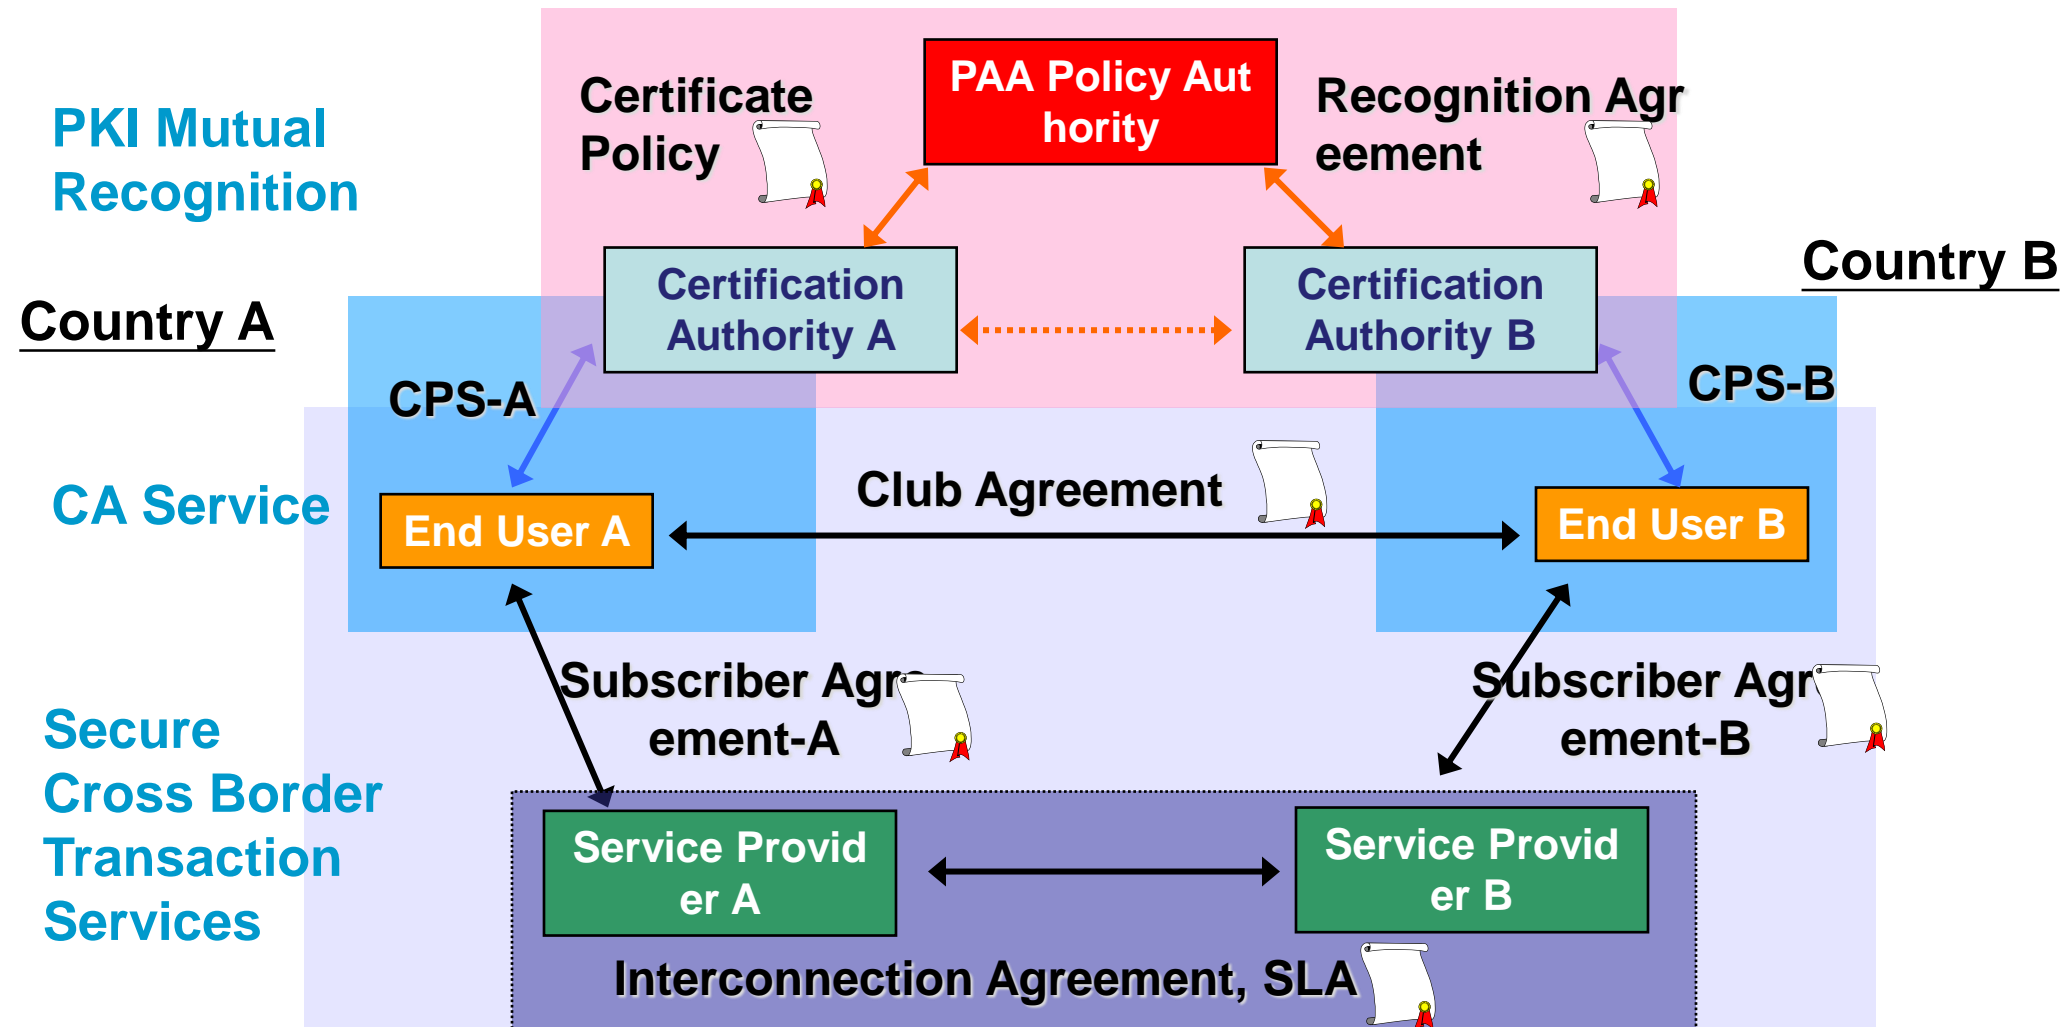 PAA Policy Aut
hority
Certificate
Policy
Recognition Agr
eement
PKI Mutual
Recognition
Country A
Country B
Certification
Authority A
Certification
Authority B
CPS-A
CPS-B
CA Service
Club Agreement
End User A
End User B
Subscriber Agre
ement-A
Subscriber Agr
ement-B
Secure
Cross Border
Transaction
Services
Service Provid
er A
Service Provid
er B
Interconnection Agreement, SLA